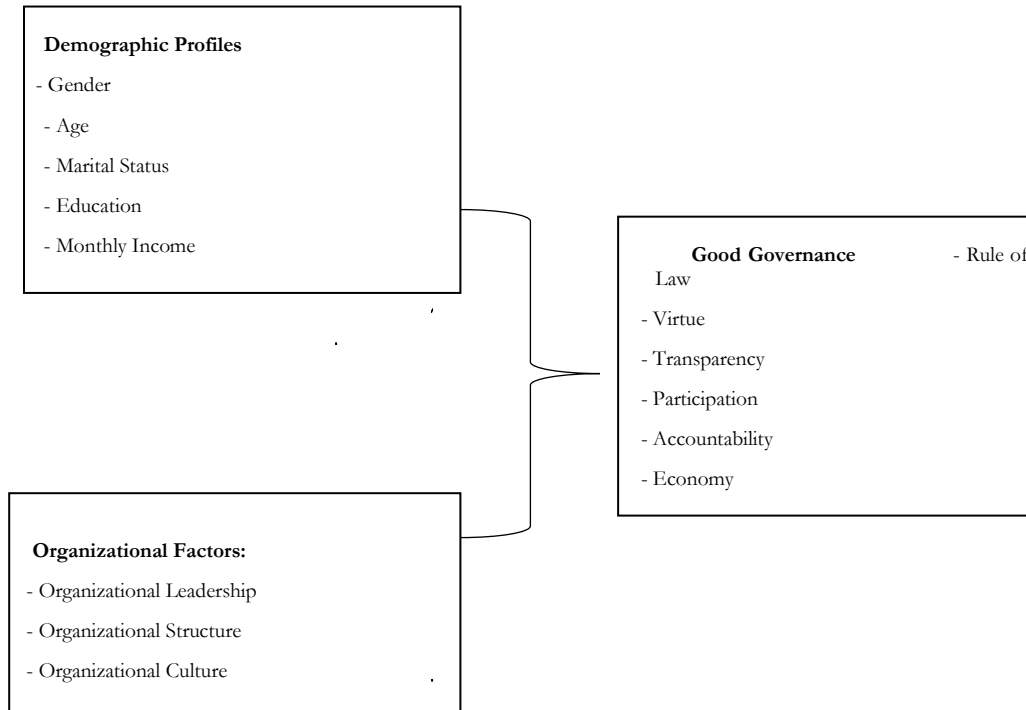 Demographic Profiles
- Gender
- Age
- Marital Status
- Education
- Monthly Income
Good Governance - Rule of
Law
- Virtue
- Transparency
- Participation
- Accountability
- Economy
Organizational Factors:
- Organizational Leadership
- Organizational Structure
- Organizational Culture